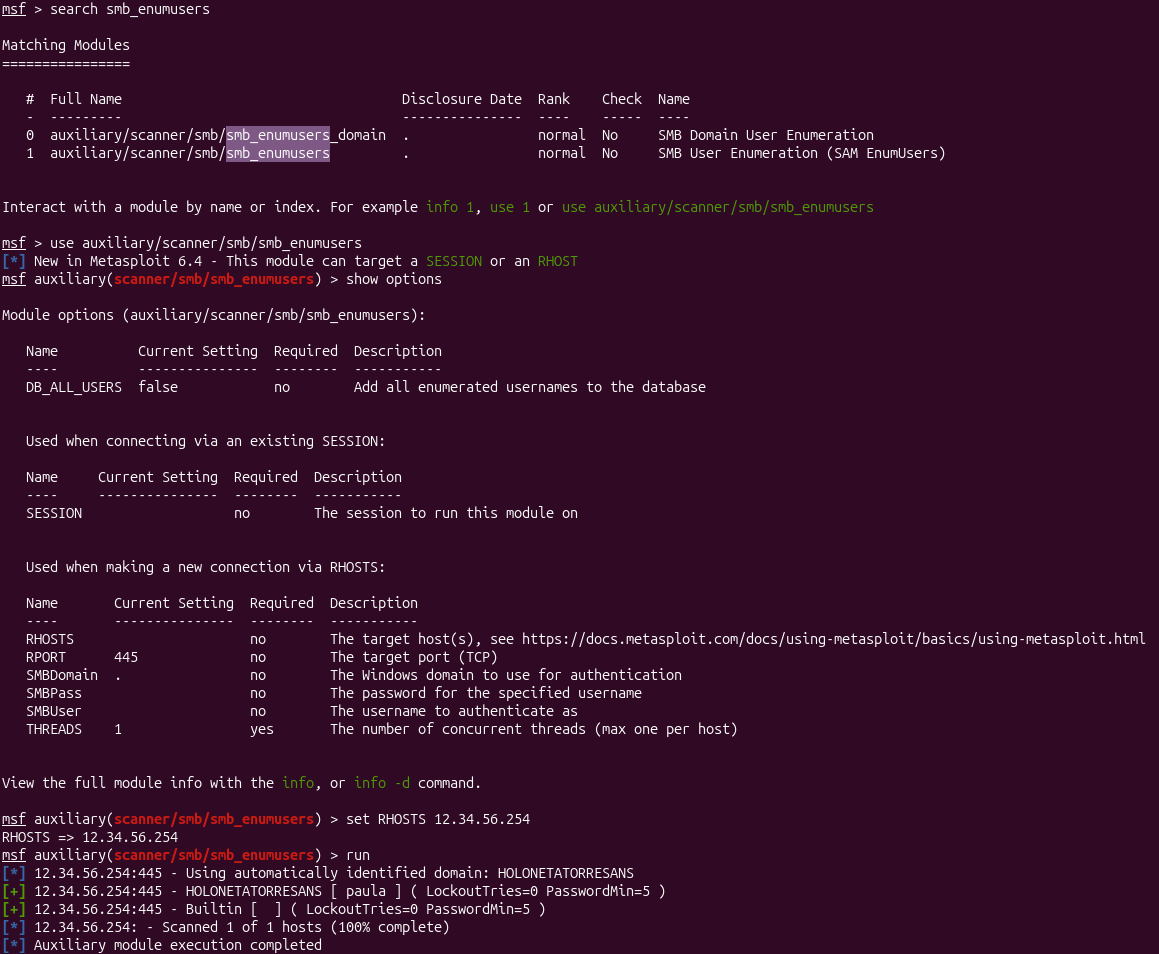 msf > search smb_enumusers
Matching Modules
================
#  Full Name                                   Disclosure Date  Rank    Check  Name
-  ---------                                   ---------------  ----    -----  ----
0  auxiliary/scanner/smb/smb_enumusers_domain  .                normal  No     SMB Domain User Enumeration
1  auxiliary/scanner/smb/smb_enumusers         .                normal  No     SMB User Enumeration (SAM EnumUsers)
Interact with a module by name or index. For example info 1, use 1 or use auxiliary/scanner/smb/smb_enumusers
msf > use auxiliary/scanner/smb/smb_enumusers
[*] New in Metasploit 6.4 - This module can target a SESSION or an RHOST
msf auxiliary(scanner/smb/smb_enumusers) > show options
Module options (auxiliary/scanner/smb/smb_enumusers):
Name          Current Setting  Required  Description
----          ---------------  --------  -----------
DB_ALL_USERS  false            no        Add all enumerated usernames to the database
Used when connecting via an existing SESSION:
Name     Current Setting  Required  Description
----     ---------------  --------  -----------
SESSION                   no        The session to run this module on
Used when making a new connection via RHOSTS:
Name       Current Setting  Required  Description
----       ---------------  --------  -----------
RHOSTS                      no        The target host(s), see https://docs.metasploit.com/docs/using-metasploit/basics/using-metasploit.html
RPORT      445              no        The target port (TCP)
SMBDomain  .                no        The Windows domain to use for authentication
SMBPass                     no        The password for the specified username
SMBUser                     no        The username to authenticate as
THREADS    1                yes       The number of concurrent threads (max one per host)
View the full module info with the info, or info -d command.
msf auxiliary(scanner/smb/smb_enumusers) > set RHOSTS 12.34.56.254
RHOSTS => 12.34.56.254
msf auxiliary(scanner/smb/smb_enumusers) > run
[*] 12.34.56.254:445 - Using automatically identified domain: HOLONETATORRESANS
[+] 12.34.56.254:445 - HOLONETATORRESANS [ paula ] ( LockoutTries=0 PasswordMin=5 )
[+] 12.34.56.254:445 - Builtin [  ] ( LockoutTries=0 PasswordMin=5 )
[*] 12.34.56.254: - Scanned 1 of 1 hosts (100% complete)
[*] Auxiliary module execution completed